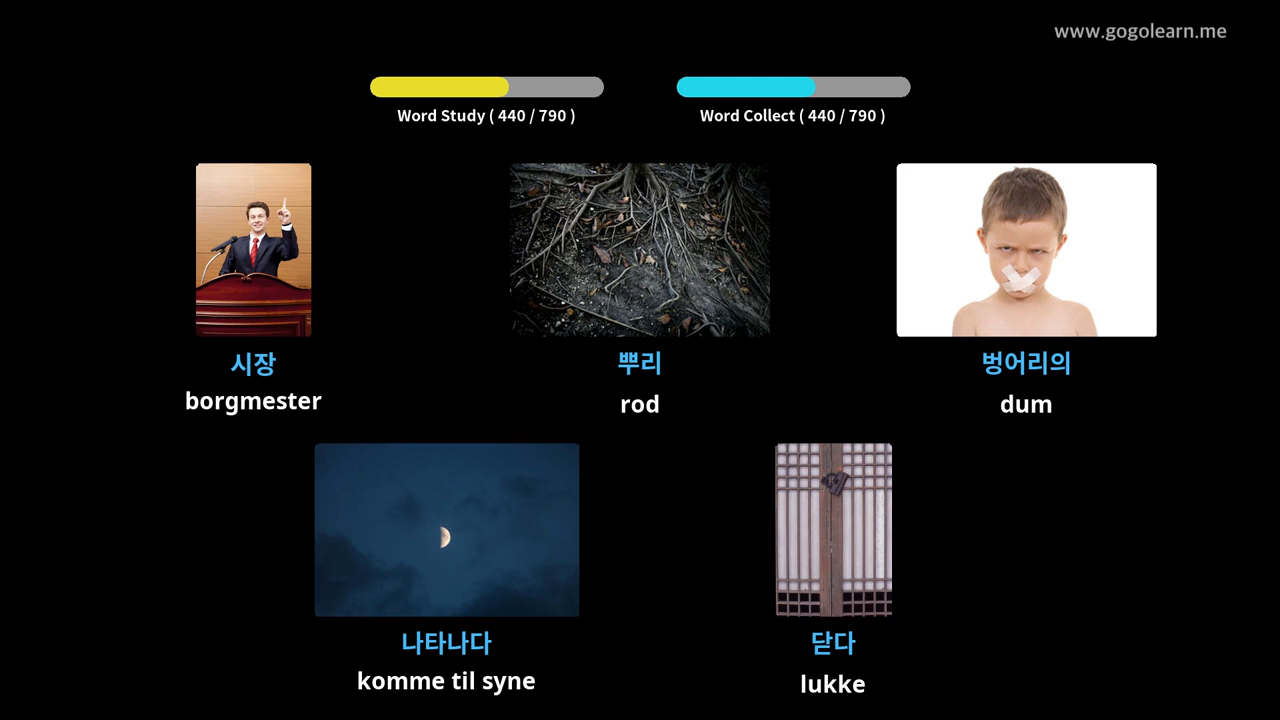 www.gogolearn.me
Word Study ( 440 / 790 )
Word Collect ( 440 / 790 )
시장
borgmester
뿌리
rod
벙어리의
dum
나타나다
komme til syne
닫다
lukke